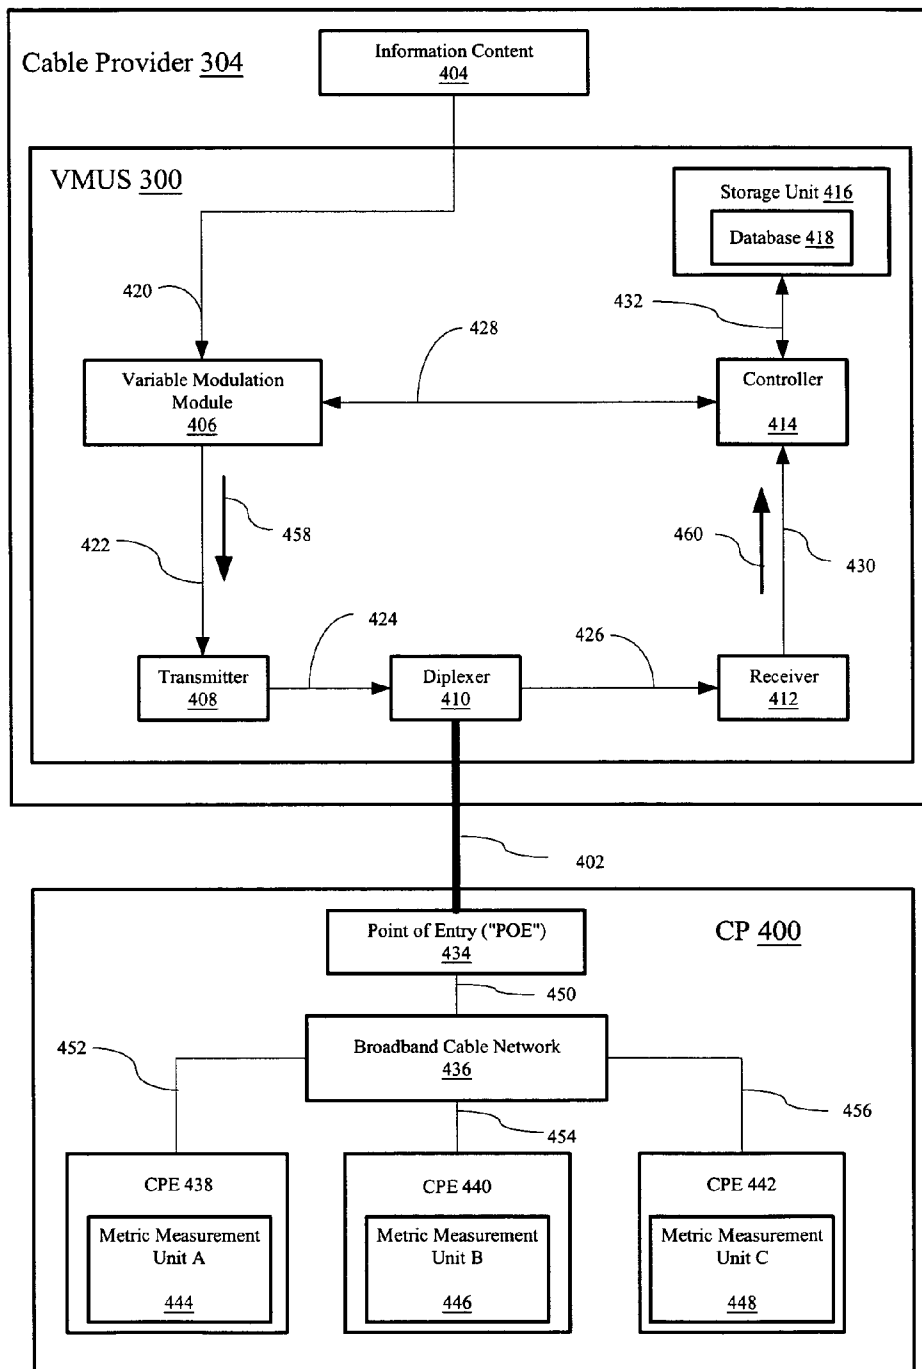 Information Content
404
Cable Provider 304
VMUS 300
Storage Unit 416
Database 418
420
432
428
Variable Modulation
Module
406
Controller
414
458
422
460
430
424
426
Transmitter
408
Diplexer
410
Receiver
412
402
Point of Entry ("POE")
434
CP 400
450
Broadband Cable Network
436
452
454
456
CPE 438
CPE 440
CPE 442
Metric Measurement
Unit A
444
Metric Measurement
Unit B
446
Metric Measurement
Unit C
448